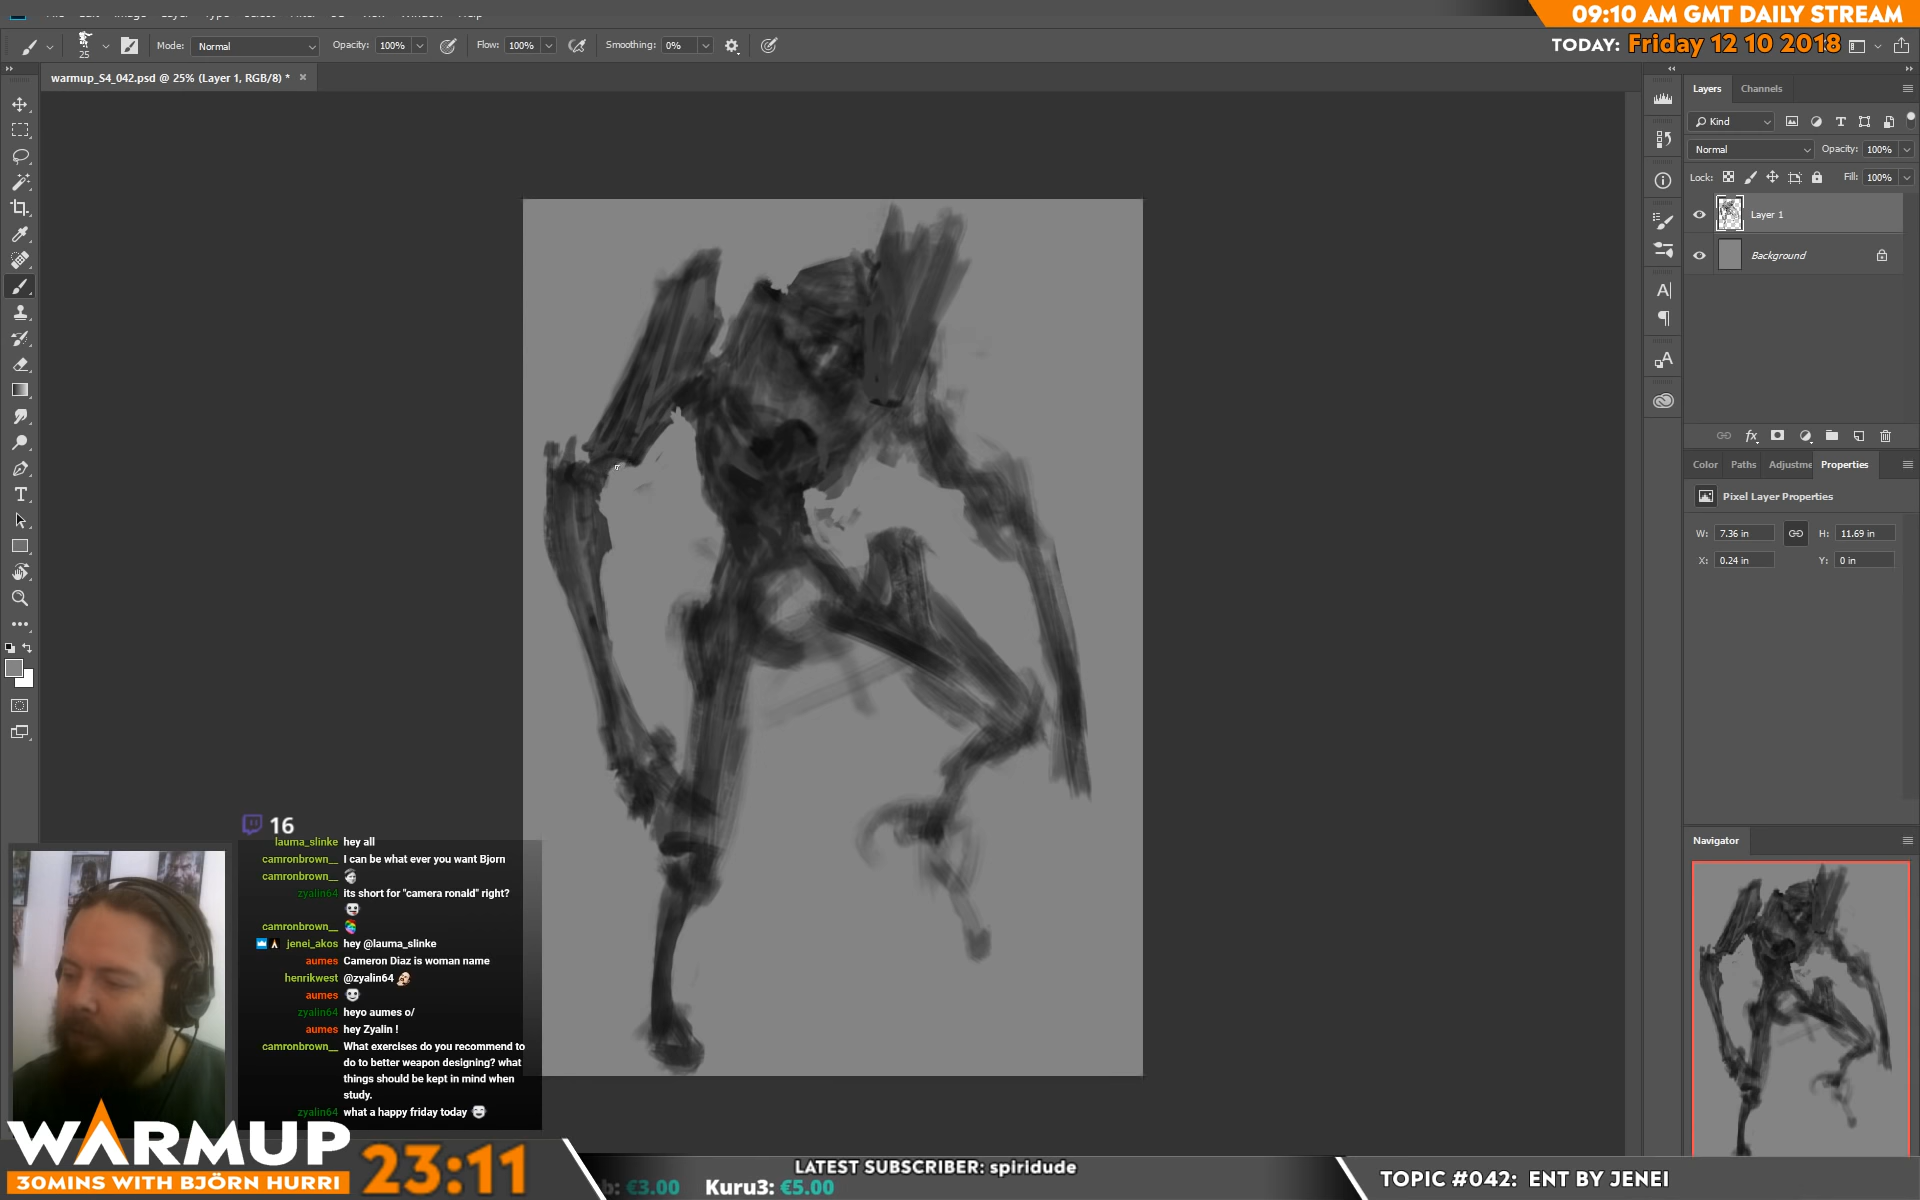 09:10 AM GMT DAILY STREAM
TODAY: Friday 12 10 2018
25
Mode: Normal
Opacity: 100%
Flow: 100%
Smoothing: 0%
warmup_S4_042.psd @ 25% (Layer 1, RGB/8) *
Layers
Channels
Kind
Normal
Opacity: 100%
Lock:
Fill: 100%
Layer 1
Background
Color
Paths
Adjustme
Properties
Pixel Layer Properties
W: 7.36 in
H: 11.69 in
X: 0.24 in
Y: 0 in
Navigator
16
lauma_slinke hey all
camronbrown__ I can be what ever you want Bjorn
camronbrown__
zyalin64 its short for "camera ronald" right?
camronbrown__
jenei_akos hey @lauma_slinke
aumes Cameron Diaz is woman name
henrikwest @zyalin64
aumes
zyalin64 heyo aumes o/
aumes hey Zyalin !
camronbrown__ What exercises do you recommend to
do to better weapon designing? what
things should be kept in mind when
study.
zyalin64 what a happy friday today
WARMUP
30MINS WITH BJÖRN HURRI
23:11
LATEST SUBSCRIBER: spiridude
b: €3.00 Kuru3: €5.00
TOPIC #042: ENT BY JENEI